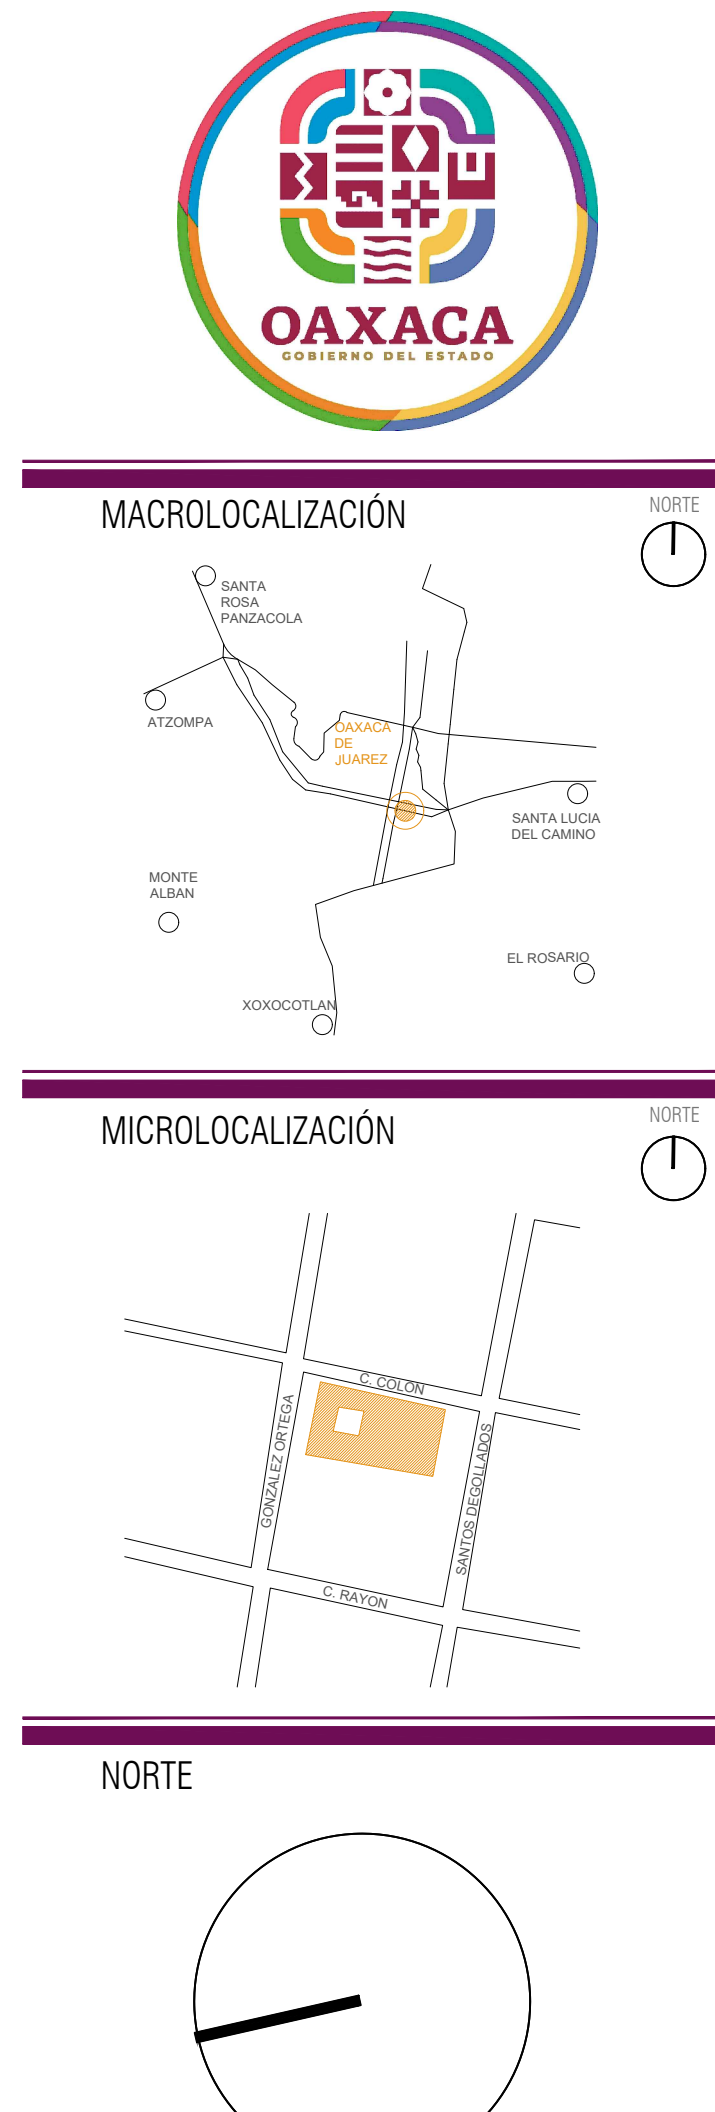 OAXACA
GOBIERNO DEL ESTADO
MACROLOCALIZACIÓN
NORTE
SANTA
ROSA
PANZACOLA
ATZOMPA
OAXACA
DE
JUAREZ
SANTA LUCIA
DEL CAMINO
MONTE
ALBAN
EL ROSARIO
XOXOCOTLAN
MICROLOCALIZACIÓN
NORTE
C. COLON
GONZALEZ ORTEGA
SANTOS DEGOLLADOS
C. RAYON
NORTE